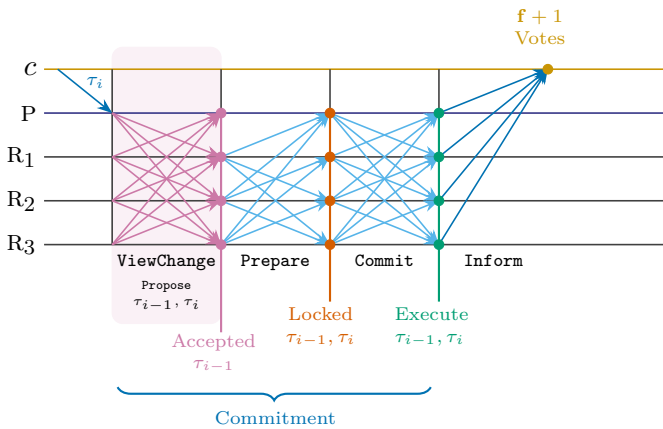 f + 1
Votes
c
τᵢ
P
R₁
R₂
R₃
ViewChange
Prepare
Commit
Inform
Propose
τᵢ₋₁, τᵢ
Locked
τᵢ₋₁, τᵢ
Execute
τᵢ₋₁, τᵢ
Accepted
τᵢ₋₁
Commitment